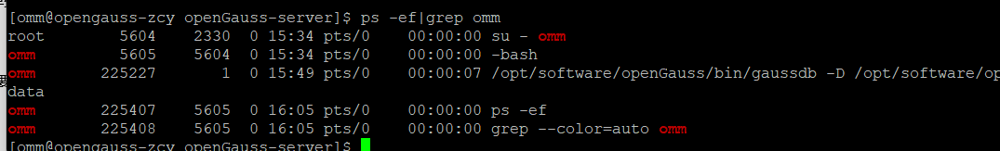 [omm@opengauss-zcy openGauss-server]$ ps -ef|grep omm
root        5604    2330  0 15:34 pts/0    00:00:00 su - omm
omm         5605    5604  0 15:34 pts/0    00:00:00 -bash
omm       225227       1  0 15:49 pts/0    00:00:07 /opt/software/openGauss/bin/gaussdb -D /opt/software/op
data
omm       225407    5605  0 16:05 pts/0    00:00:00 ps -ef
omm       225408    5605  0 16:05 pts/0    00:00:00 grep --color=auto omm
[omm@opengauss-zcy openGauss-server]$